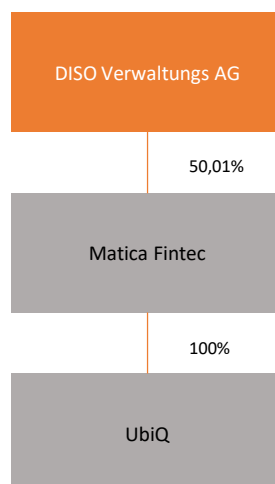 DISO Verwaltungs AG
50,01%
Matica Fintec
100%
UbiQ